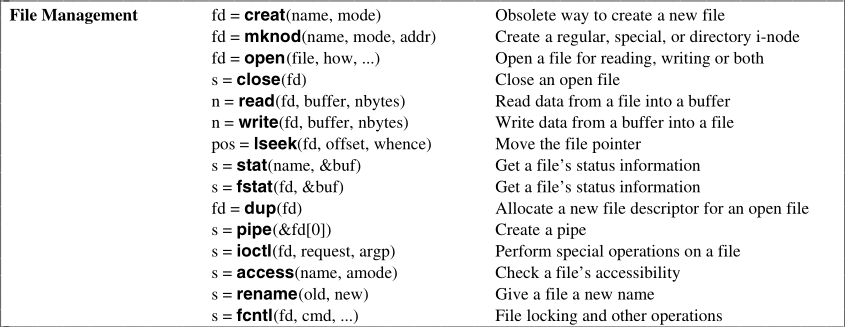 File Management fd = creat(name, mode) Obsolete way to create a new file
fd = mknod(name, mode, addr) Create a regular, special, or directory i-node
fd = open(file, how, ...) Open a file for reading, writing or both
s = close(fd) Close an open file
n = read(fd, buffer, nbytes) Read data from a file into a buffer
n = write(fd, buffer, nbytes) Write data from a buffer into a file
pos = lseek(fd, offset, whence) Move the file pointer
s = stat(name, &buf) Get a file's status information
s = fstat(fd, &buf) Get a file's status information
fd = dup(fd) Allocate a new file descriptor for an open file
s = pipe(&fd[0]) Create a pipe
s = ioctl(fd, request, argp) Perform special operations on a file
s = access(name, amode) Check a file's accessibility
s = rename(old, new) Give a file a new name
s = fcntl(fd, cmd, ...) File locking and other operations